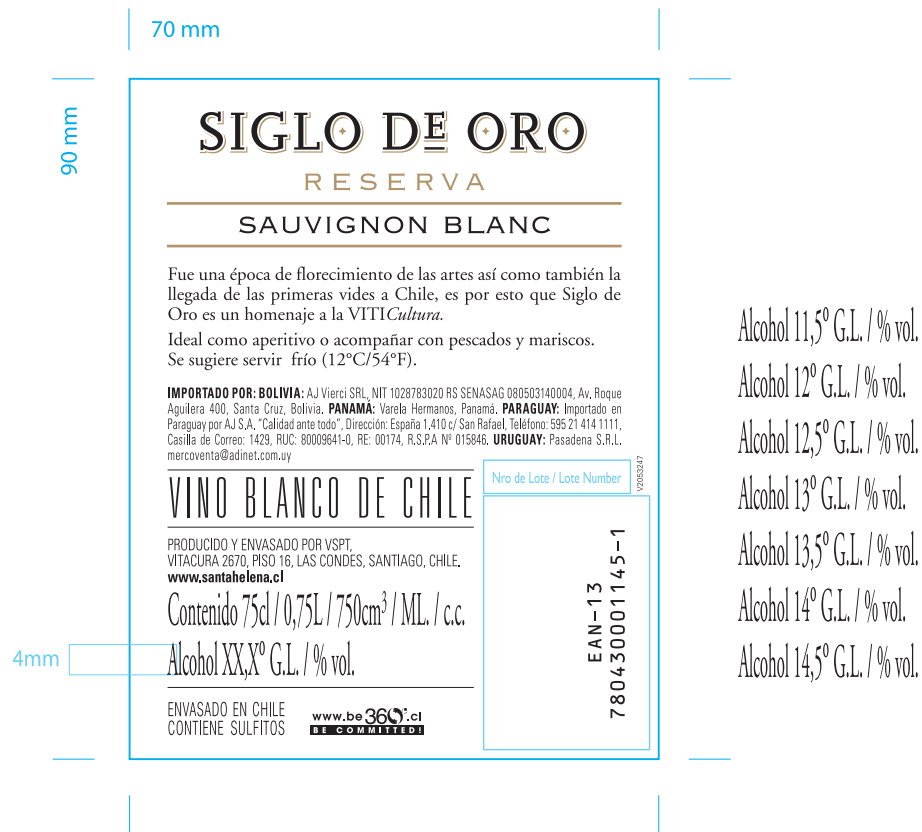 70 mm
90 mm
SIGLO DE ORO
RESERVA
SAUVIGNON BLANC
Fue una época de florecimiento de las artes así como también la
llegada de las primeras vides a Chile, es por esto que Siglo de
Oro es un homenaje a la VITICultura.
Ideal como aperitivo o acompañar con pescados y mariscos.
Se sugiere servir frío (12°C/54°F).
IMPORTADO POR: BOLIVIA: AJ Vierci SRL, NIT 1028783020 RS SENASAG 080503140004, Av, Roque
Aguilera 400, Santa Cruz, Bolivia. PANAMÁ: Varela Hermanos, Panamá. PARAGUAY: Importado en
Paraguay por AJ S.A. "Calidad ante todo", Dirección: España 1.410 c/ San Rafael, Teléfono: 595 21 414 1111,
Casilla de Correo: 1429, RUC: 80009641-0, RE: 00174, R.S.P.A Nº 015846. URUGUAY: Pasadena S.R.L.
mercoventa@adinet.com.uy
Nro de Lote / Lote Number
V2053247
VINO BLANCO DE CHILE
PRODUCIDO Y ENVASADO POR VSPT,
VITACURA 2670, PISO 16, LAS CONDES, SANTIAGO, CHILE.
www.santahelena.cl
Contenido 75cl / 0,75L / 750cm³ / ML. / c.c.
4mm
Alcohol XX,Xº G.L. / % vol.
ENVASADO EN CHILE
CONTIENE SULFITOS
www.be360°.cl
BE COMMITTED!
EAN-13
7804300001145-1
Alcohol 11,5º G.L. / % vol.
Alcohol 12º G.L. / % vol.
Alcohol 12,5º G.L. / % vol.
Alcohol 13º G.L. / % vol.
Alcohol 13,5º G.L. / % vol.
Alcohol 14º G.L. / % vol.
Alcohol 14,5º G.L. / % vol.